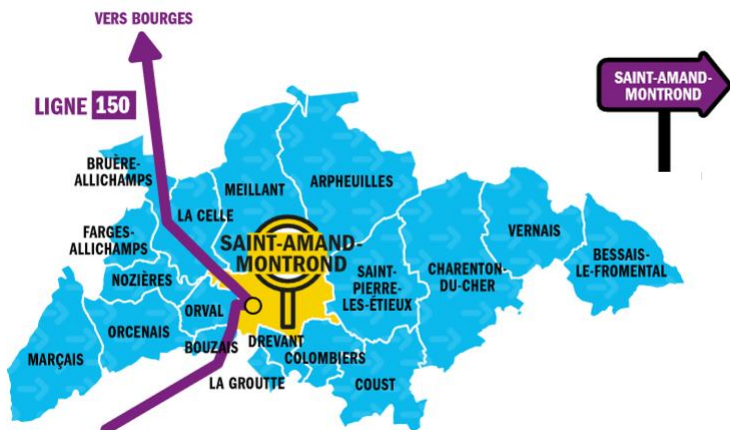 VERS BOURGES
LIGNE 150
SAINT-AMAND-
MONTROND
BRUÈRE-
ALLICHAMPS
MEILLANT
ARPHEUILLES
LA CELLE
FARGES-
ALLICHAMPS
SAINT-AMAND-
MONTROND
VERNAIS
BESSAIS-
LE-FROMENTAL
NOZIÈRES
SAINT-
PIERRE-
LES-ÉTIEUX
CHARENTON-
DU-CHER
ORVAL
ORCENAIS
MARÇAIS
BOUZAIS
DREVANT
COLOMBIERS
LA GROUTTE
COUST